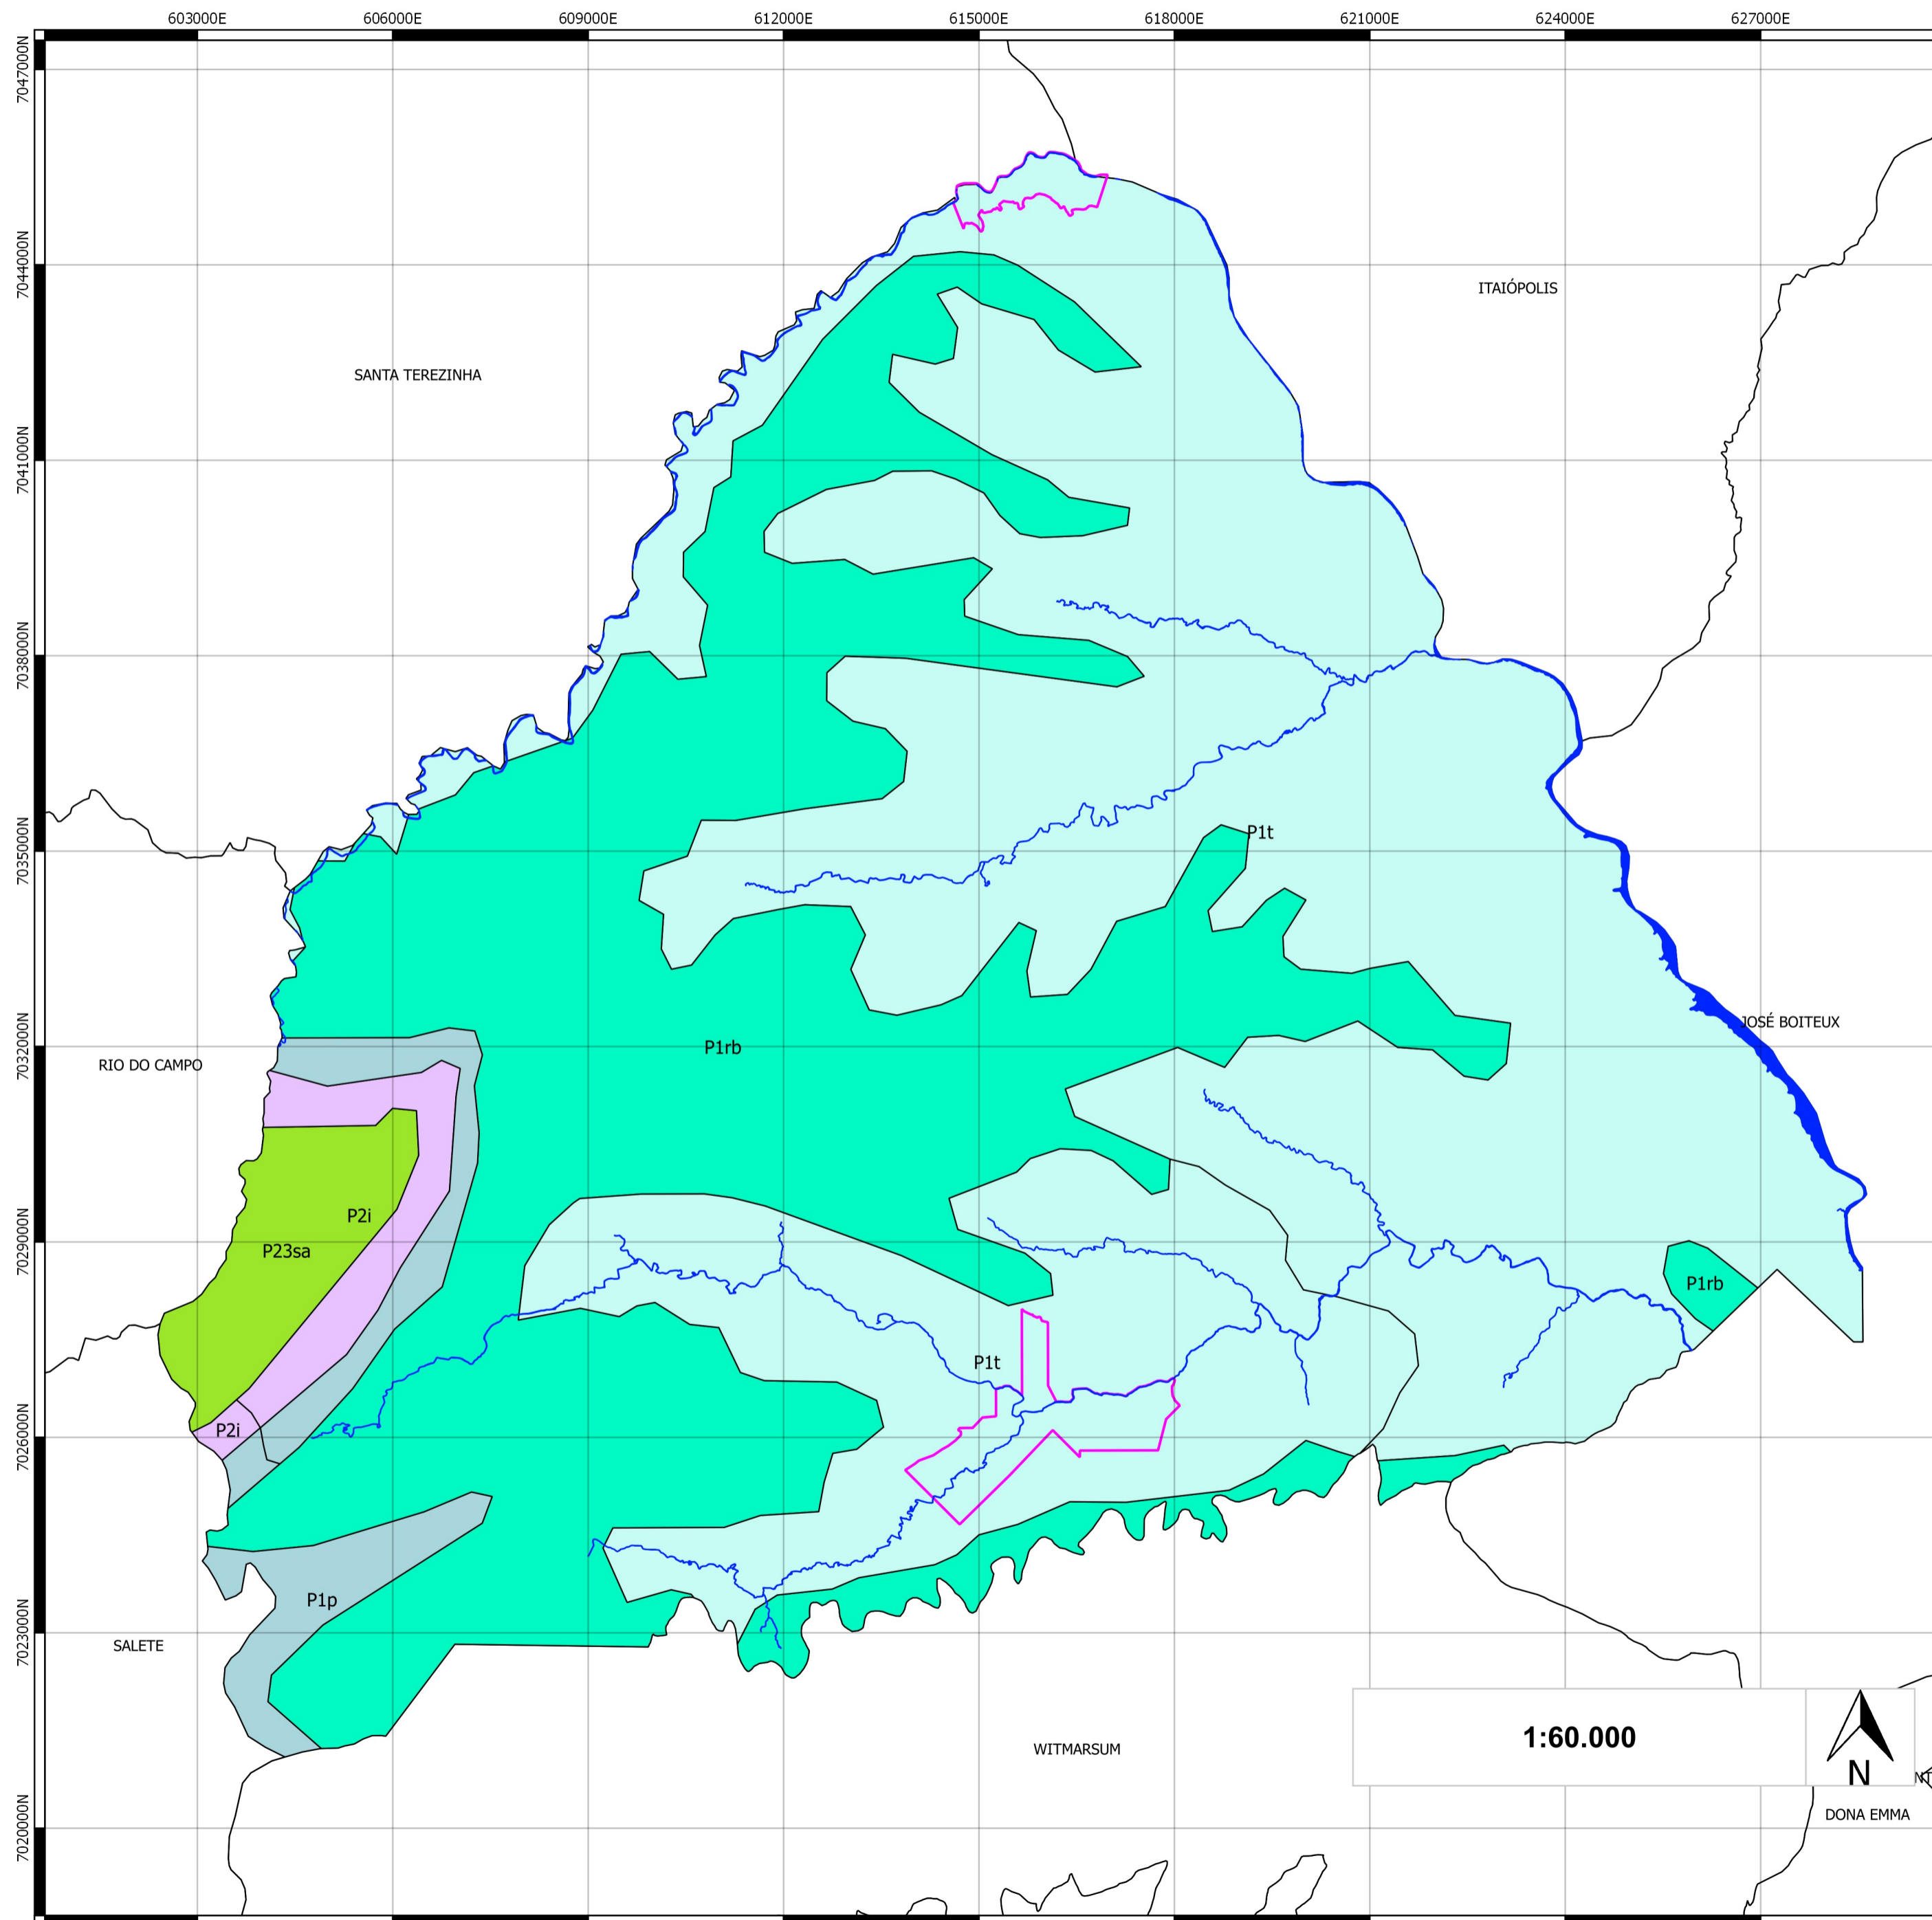 603000E 606000E 609000E 612000E 615000E 618000E 621000E 624000E 627000E
7047000N
7044000N
ITAIÓPOLIS
SANTA TEREZINHA
7041000N
7038000N
P1t
7035000N
JOSÉ BOITEUX
P1rb
7032000N
RIO DO CAMPO
P2i
P23sa
7029000N
P1rb
P1t
P2i
7026000N
P1p
SALETE
7023000N
1:60.000
WITMARSUM
N
NT
DONA EMMA
7020000N